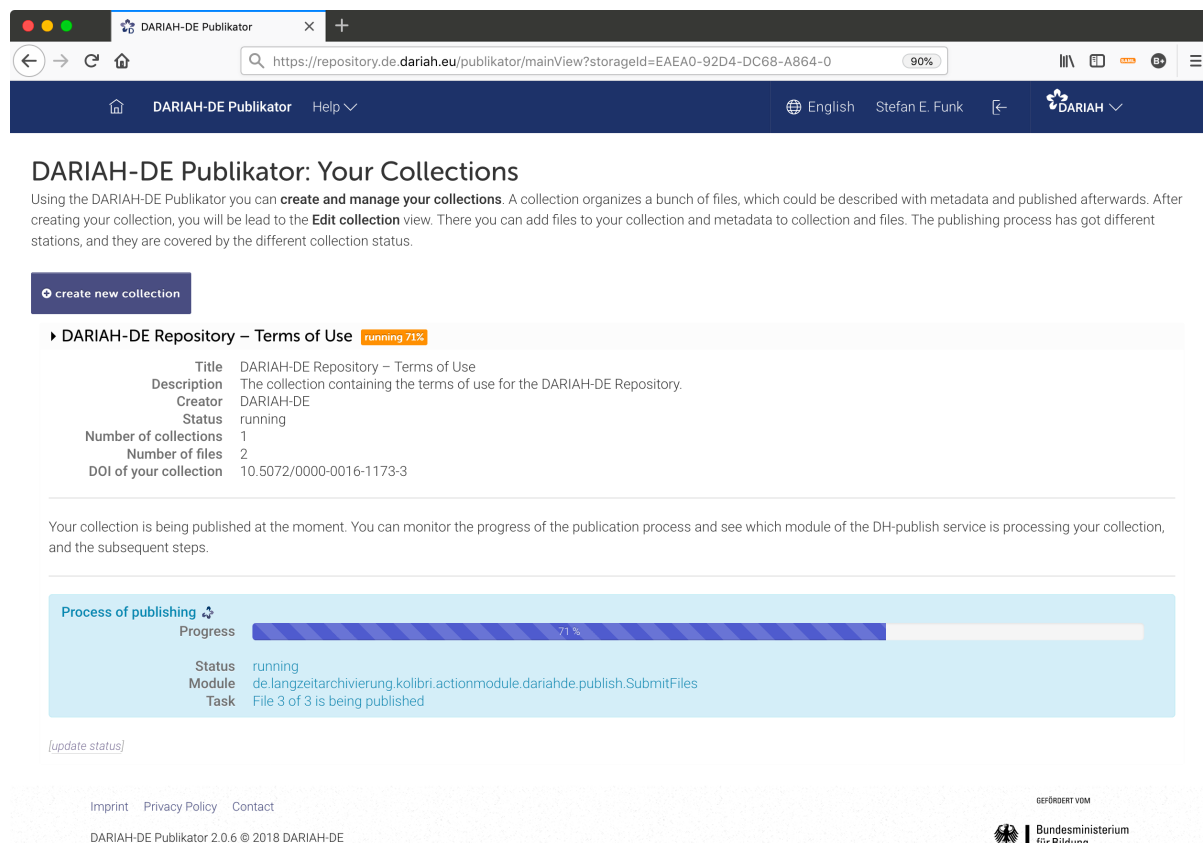 DARIAH-DE Publikator
https://repository.de.dariah.eu/publikator/mainView?storageId=EAEA0-92D4-DC68-A864-0 90%
DARIAH-DE Publikator Help English Stefan E. Funk DARIAH
DARIAH-DE Publikator: Your Collections
Using the DARIAH-DE Publikator you can create and manage your collections. A collection organizes a bunch of files, which could be described with metadata and published afterwards. After
creating your collection, you will be lead to the Edit collection view. There you can add files to your collection and metadata to collection and files. The publishing process has got different
stations, and they are covered by the different collection status.
create new collection
DARIAH-DE Repository – Terms of Use running 71%
Title DARIAH-DE Repository – Terms of Use
Description The collection containing the terms of use for the DARIAH-DE Repository.
Creator DARIAH-DE
Status running
Number of collections 1
Number of files 2
DOI of your collection 10.5072/0000-0016-1173-3
Your collection is being published at the moment. You can monitor the progress of the publication process and see which module of the DH-publish service is processing your collection,
and the subsequent steps.
Process of publishing
Progress 71 %
Status running
Module de.langzeitarchivierung.kolibri.actionmodule.dariahde.publish.SubmitFiles
Task File 3 of 3 is being published
[update status]
Imprint Privacy Policy Contact
GEFÖRDERT VOM
DARIAH-DE Publikator 2.0.6 © 2018 DARIAH-DE
Bundesministerium
für Bildung